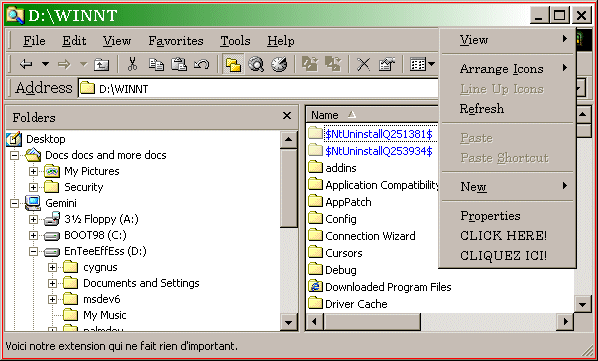 D:\WINNT
File Edit View Favorites Tools Help
Address D:\WINNT
Folders
Desktop
Docs docs and more docs
My Pictures
Security
Gemini
3½ Floppy (A:)
BOOT98 (C:)
EnTeeEffEss (D:)
cygnus
Documents and Settings
msdev6
My Music
palmdev
Name
$NtUninstallQ251381$
$NtUninstallQ253934$
addins
Application Compatibility
AppPatch
Config
Connection Wizard
Cursors
Debug
Downloaded Program Files
Driver Cache
View
Arrange Icons
Line Up Icons
Refresh
Paste
Paste Shortcut
New
Properties
CLICK HERE!
CLIQUEZ ICI!
Voici notre extension qui ne fait rien d'important.